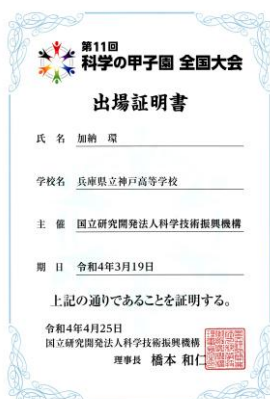 第11回
科学の甲子園 全国大会
出場証明書
氏 名 加納 環
学校名 兵庫県立神戸高等学校
主 催 国立研究開発法人科学技術振興機構
期 日 令和4年3月19日
上記の通りであることを証明する。
令和4年4月25日
国立研究開発法人科学技術振興機構
理事長 橋本 和仁